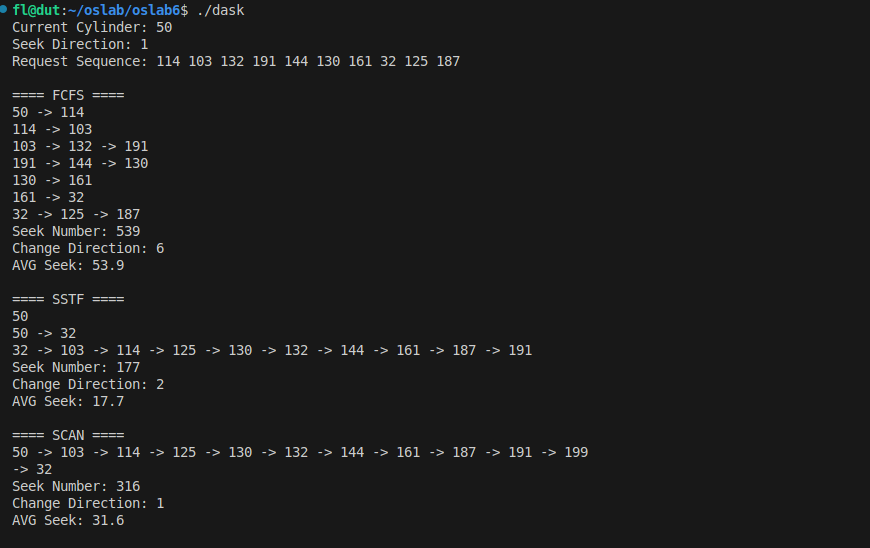 fl@dut:~/oslab/oslab6$ ./dask
Current Cylinder: 50
Seek Direction: 1
Request Sequence: 114 103 132 191 144 130 161 32 125 187
==== FCFS ====
50 -> 114
114 -> 103
103 -> 132 -> 191
191 -> 144 -> 130
130 -> 161
161 -> 32
32 -> 125 -> 187
Seek Number: 539
Change Direction: 6
AVG Seek: 53.9
==== SSTF ====
50
50 -> 32
32 -> 103 -> 114 -> 125 -> 130 -> 132 -> 144 -> 161 -> 187 -> 191
Seek Number: 177
Change Direction: 2
AVG Seek: 17.7
==== SCAN ====
50 -> 103 -> 114 -> 125 -> 130 -> 132 -> 144 -> 161 -> 187 -> 191 -> 199
-> 32
Seek Number: 316
Change Direction: 1
AVG Seek: 31.6